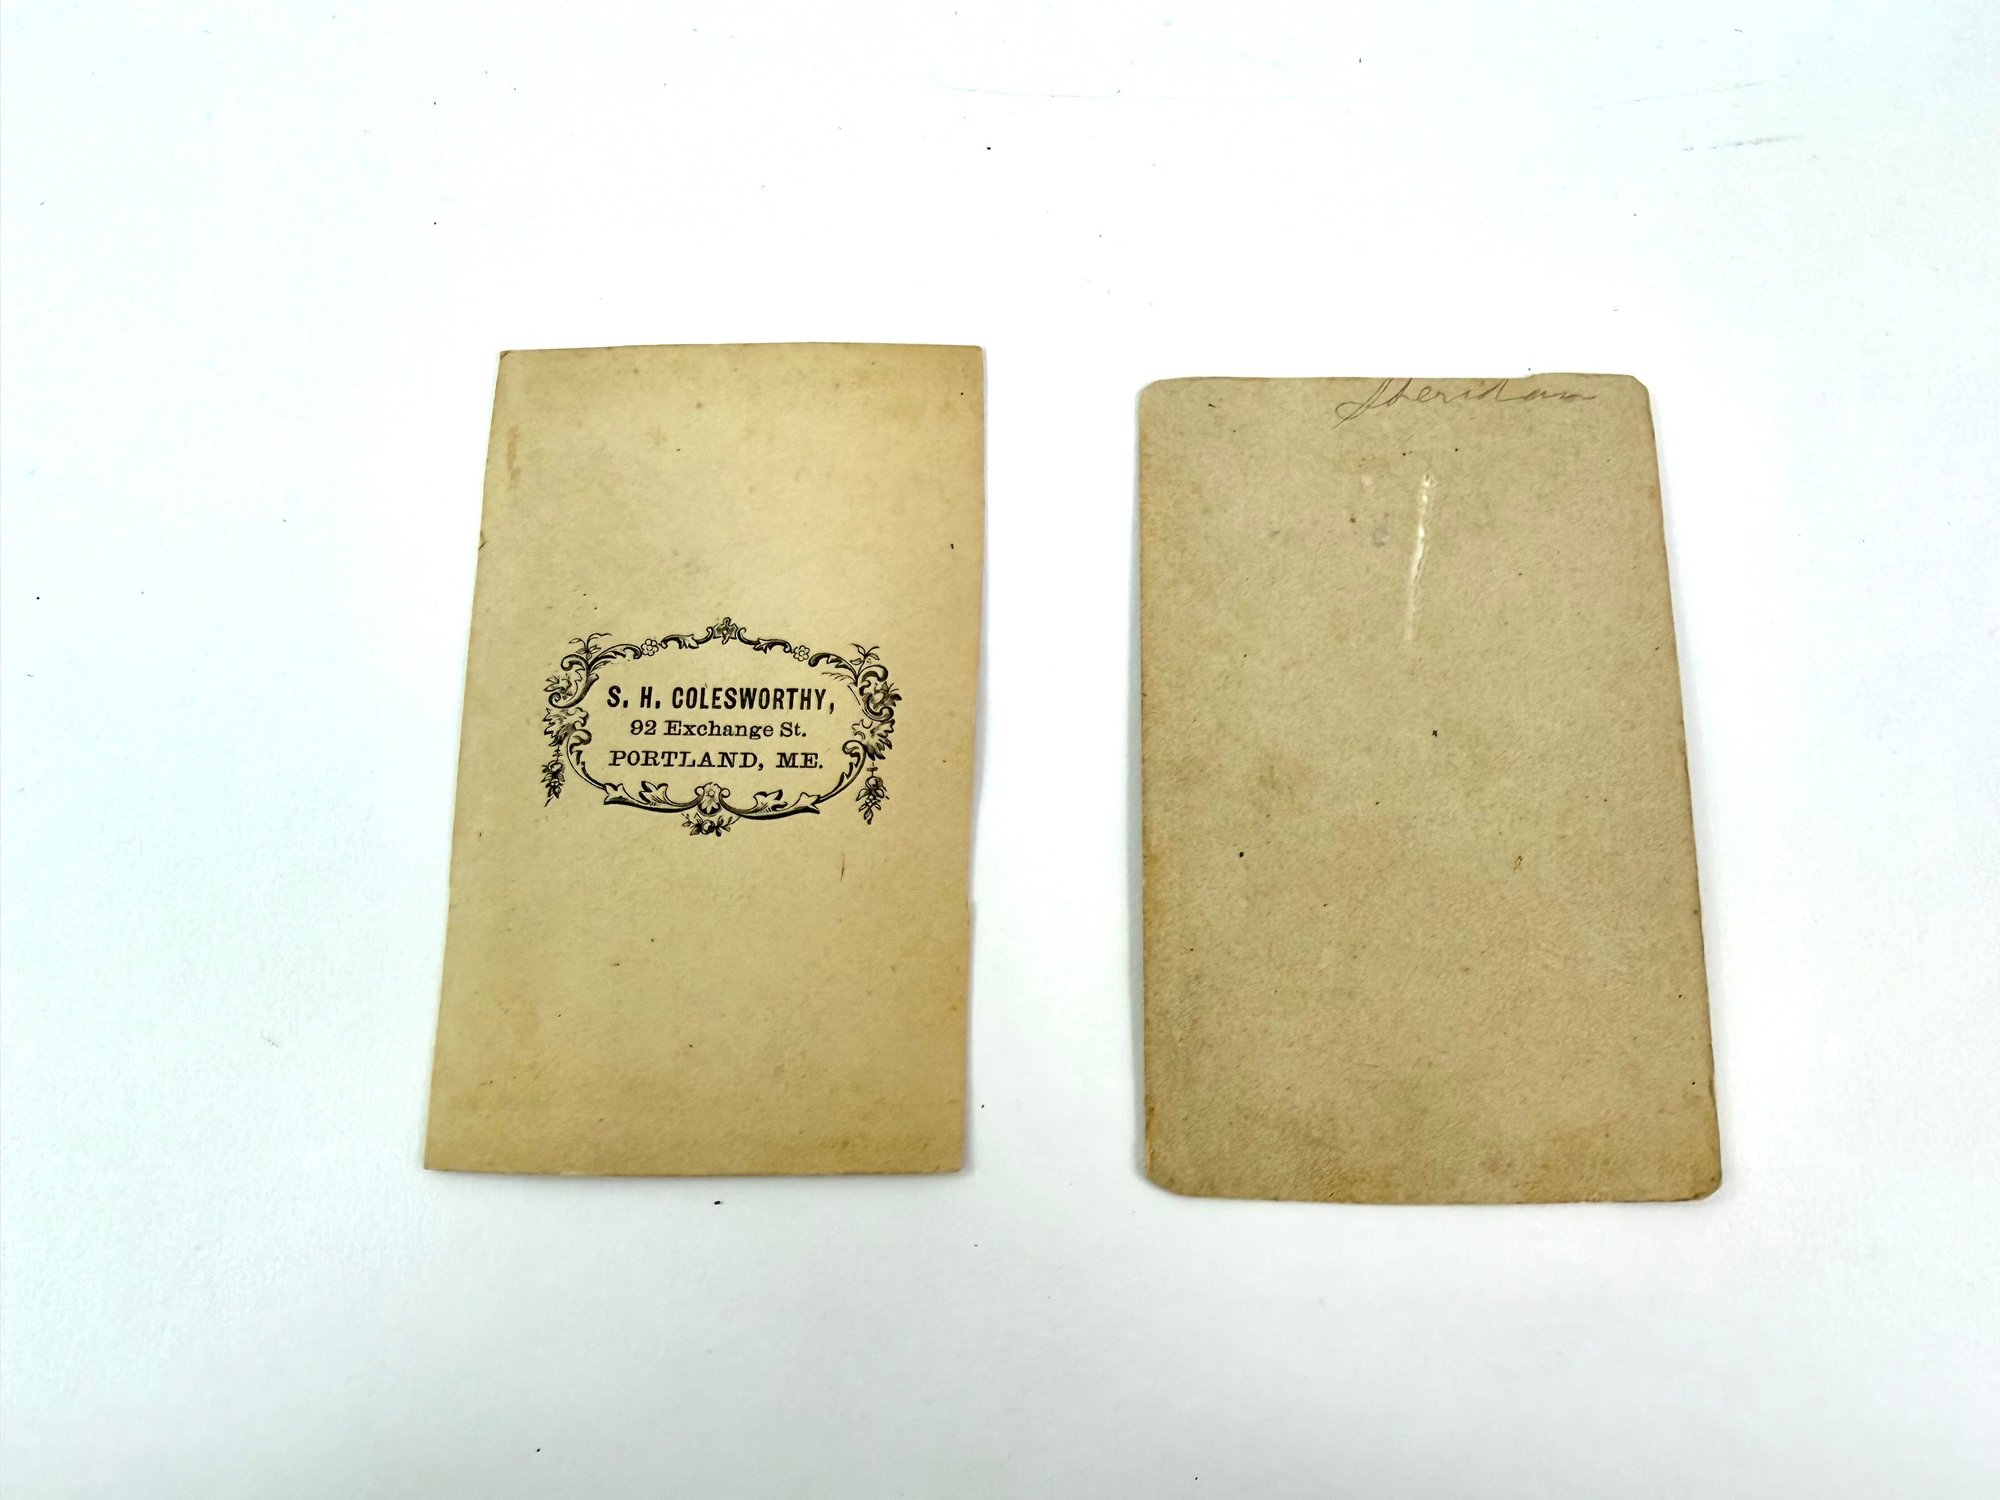 S. H. COLESWORTHY,
92 Exchange St.
PORTLAND, ME.
Sheridan